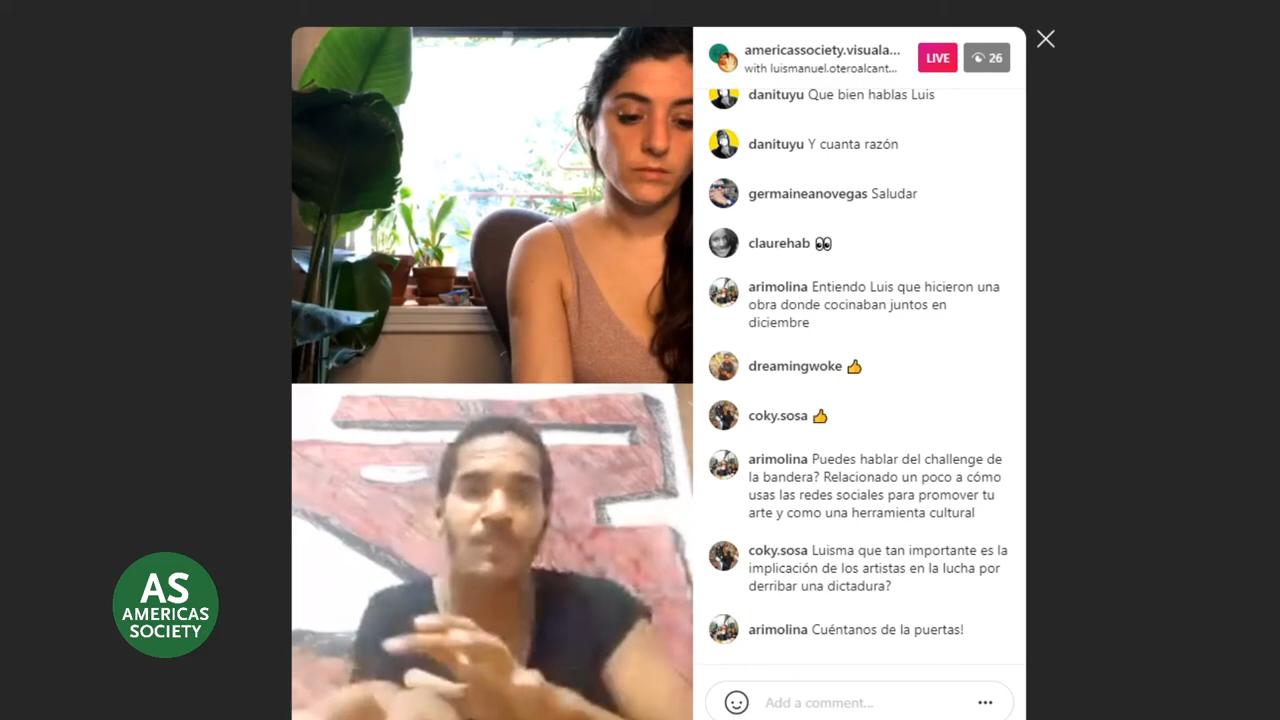 americassociety.visuala...
with luismanuel.oteroalcant...
LIVE
26
danituyu Que bien hablas Luis
danituyu Y cuanta razón
germaineanovegas Saludar
claurehab 👀
arimolina Entiendo Luis que hicieron una
obra donde cocinaban juntos en
diciembre
dreamingwoke 👍
coky.sosa 👍
arimolina Puedes hablar del challenge de
la bandera? Relacionado un poco a cómo
usas las redes sociales para promover tu
arte y como una herramienta cultural
coky.sosa Luisma que tan importante es la
implicación de los artistas en la lucha por
derribar una dictadura?
arimolina Cuéntanos de la puertas!
Add a comment...
AS
AMERICAS
SOCIETY